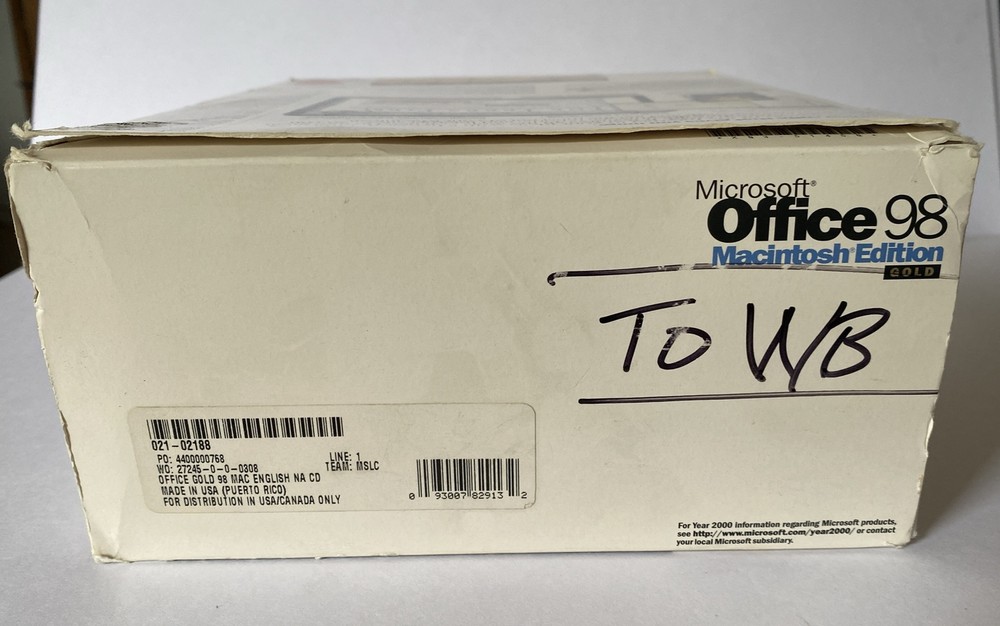 Microsoft®
Office 98
Macintosh® Edition
GOLD
To WB
021-02188
PO: 4400000768 LINE: 1
WO: 27245-0-0-0308 TEAM: MSLC
OFFICE GOLD 98 MAC ENGLISH NA CD
MADE IN USA (PUERTO RICO)
FOR DISTRIBUTION IN USA/CANADA ONLY
0 93007 82913 2
For Year 2000 information regarding Microsoft products,
see http://www.microsoft.com/year2000/ or contact
your local Microsoft subsidiary.